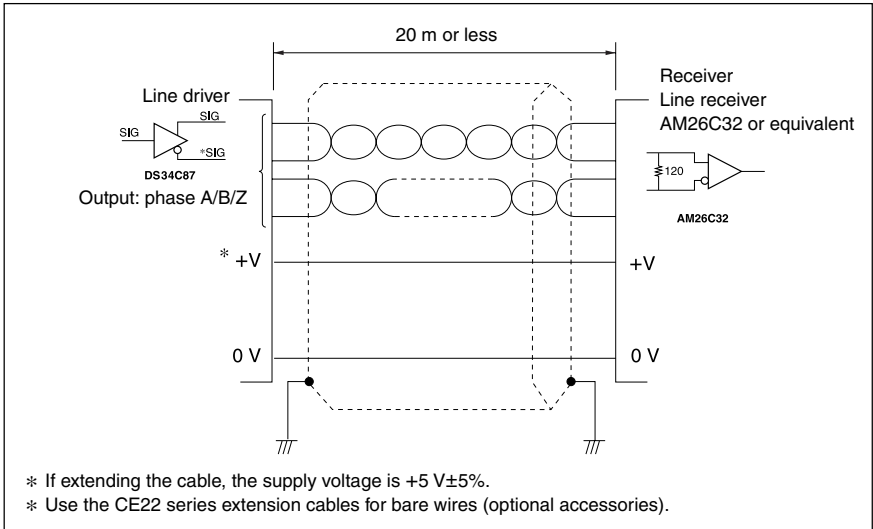 20 m or less
Line driver
SIG
SIG
*SIG
DS34C87
Output: phase A/B/Z
Receiver
Line receiver
AM26C32 or equivalent
120
AM26C32
* +V
+V
0 V
0 V
* If extending the cable, the supply voltage is +5 V±5%.
* Use the CE22 series extension cables for bare wires (optional accessories).